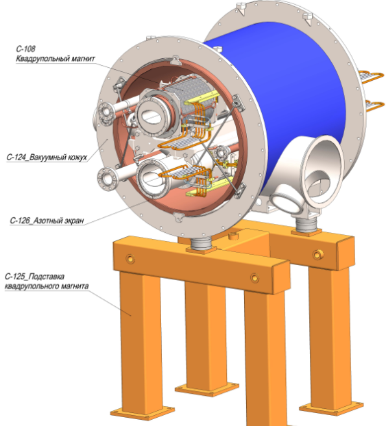 С-108
Квадрупольный магнит
С-124_Вакуумный кожух
С-126_Азотный экран
С-125_Подставка
квадрупольного магнита